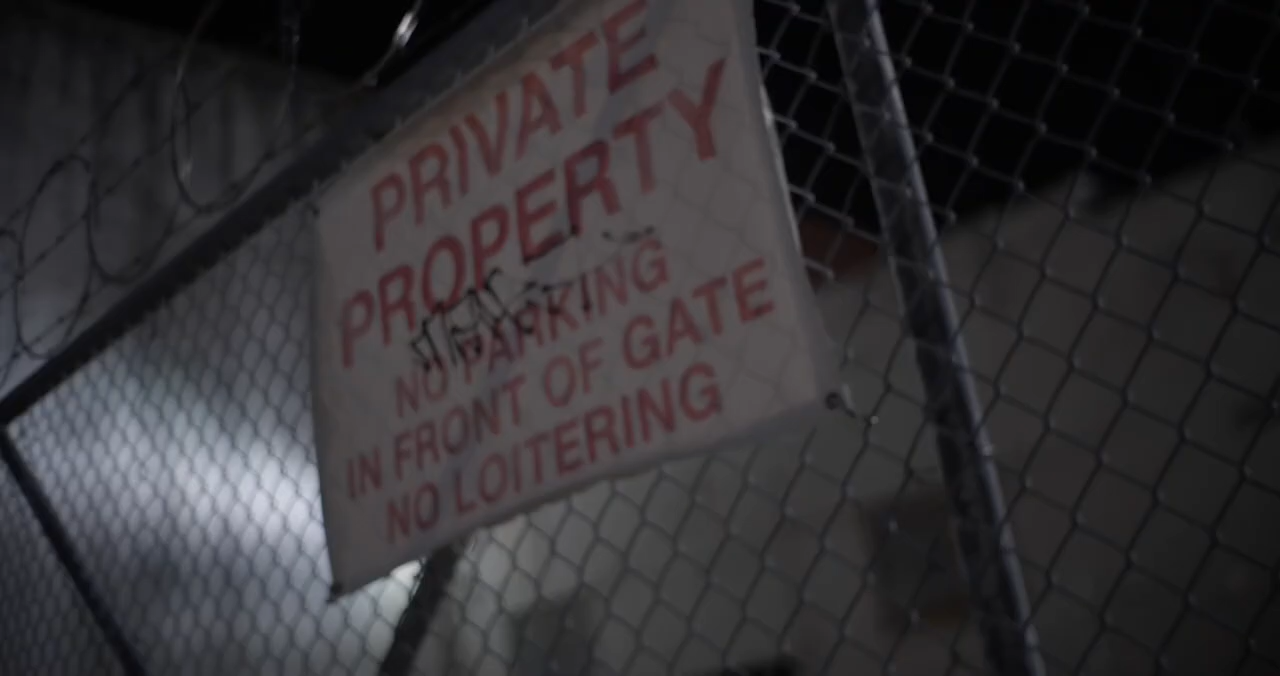 PRIVATE
PROPERTY
NO PARKING
IN FRONT OF GATE
NO LOITERING